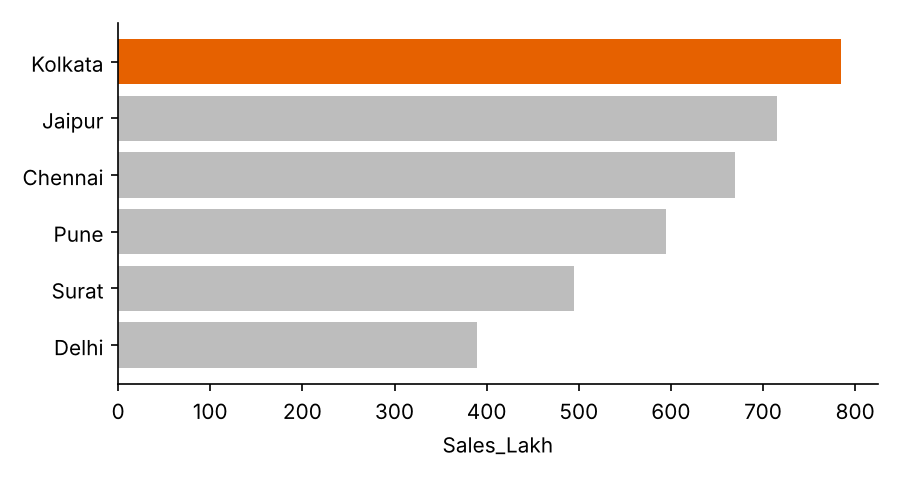 Kolkata
Jaipur
Chennai
Pune
Surat
Delhi
0 100 200 300 400 500 600 700 800
Sales_Lakh